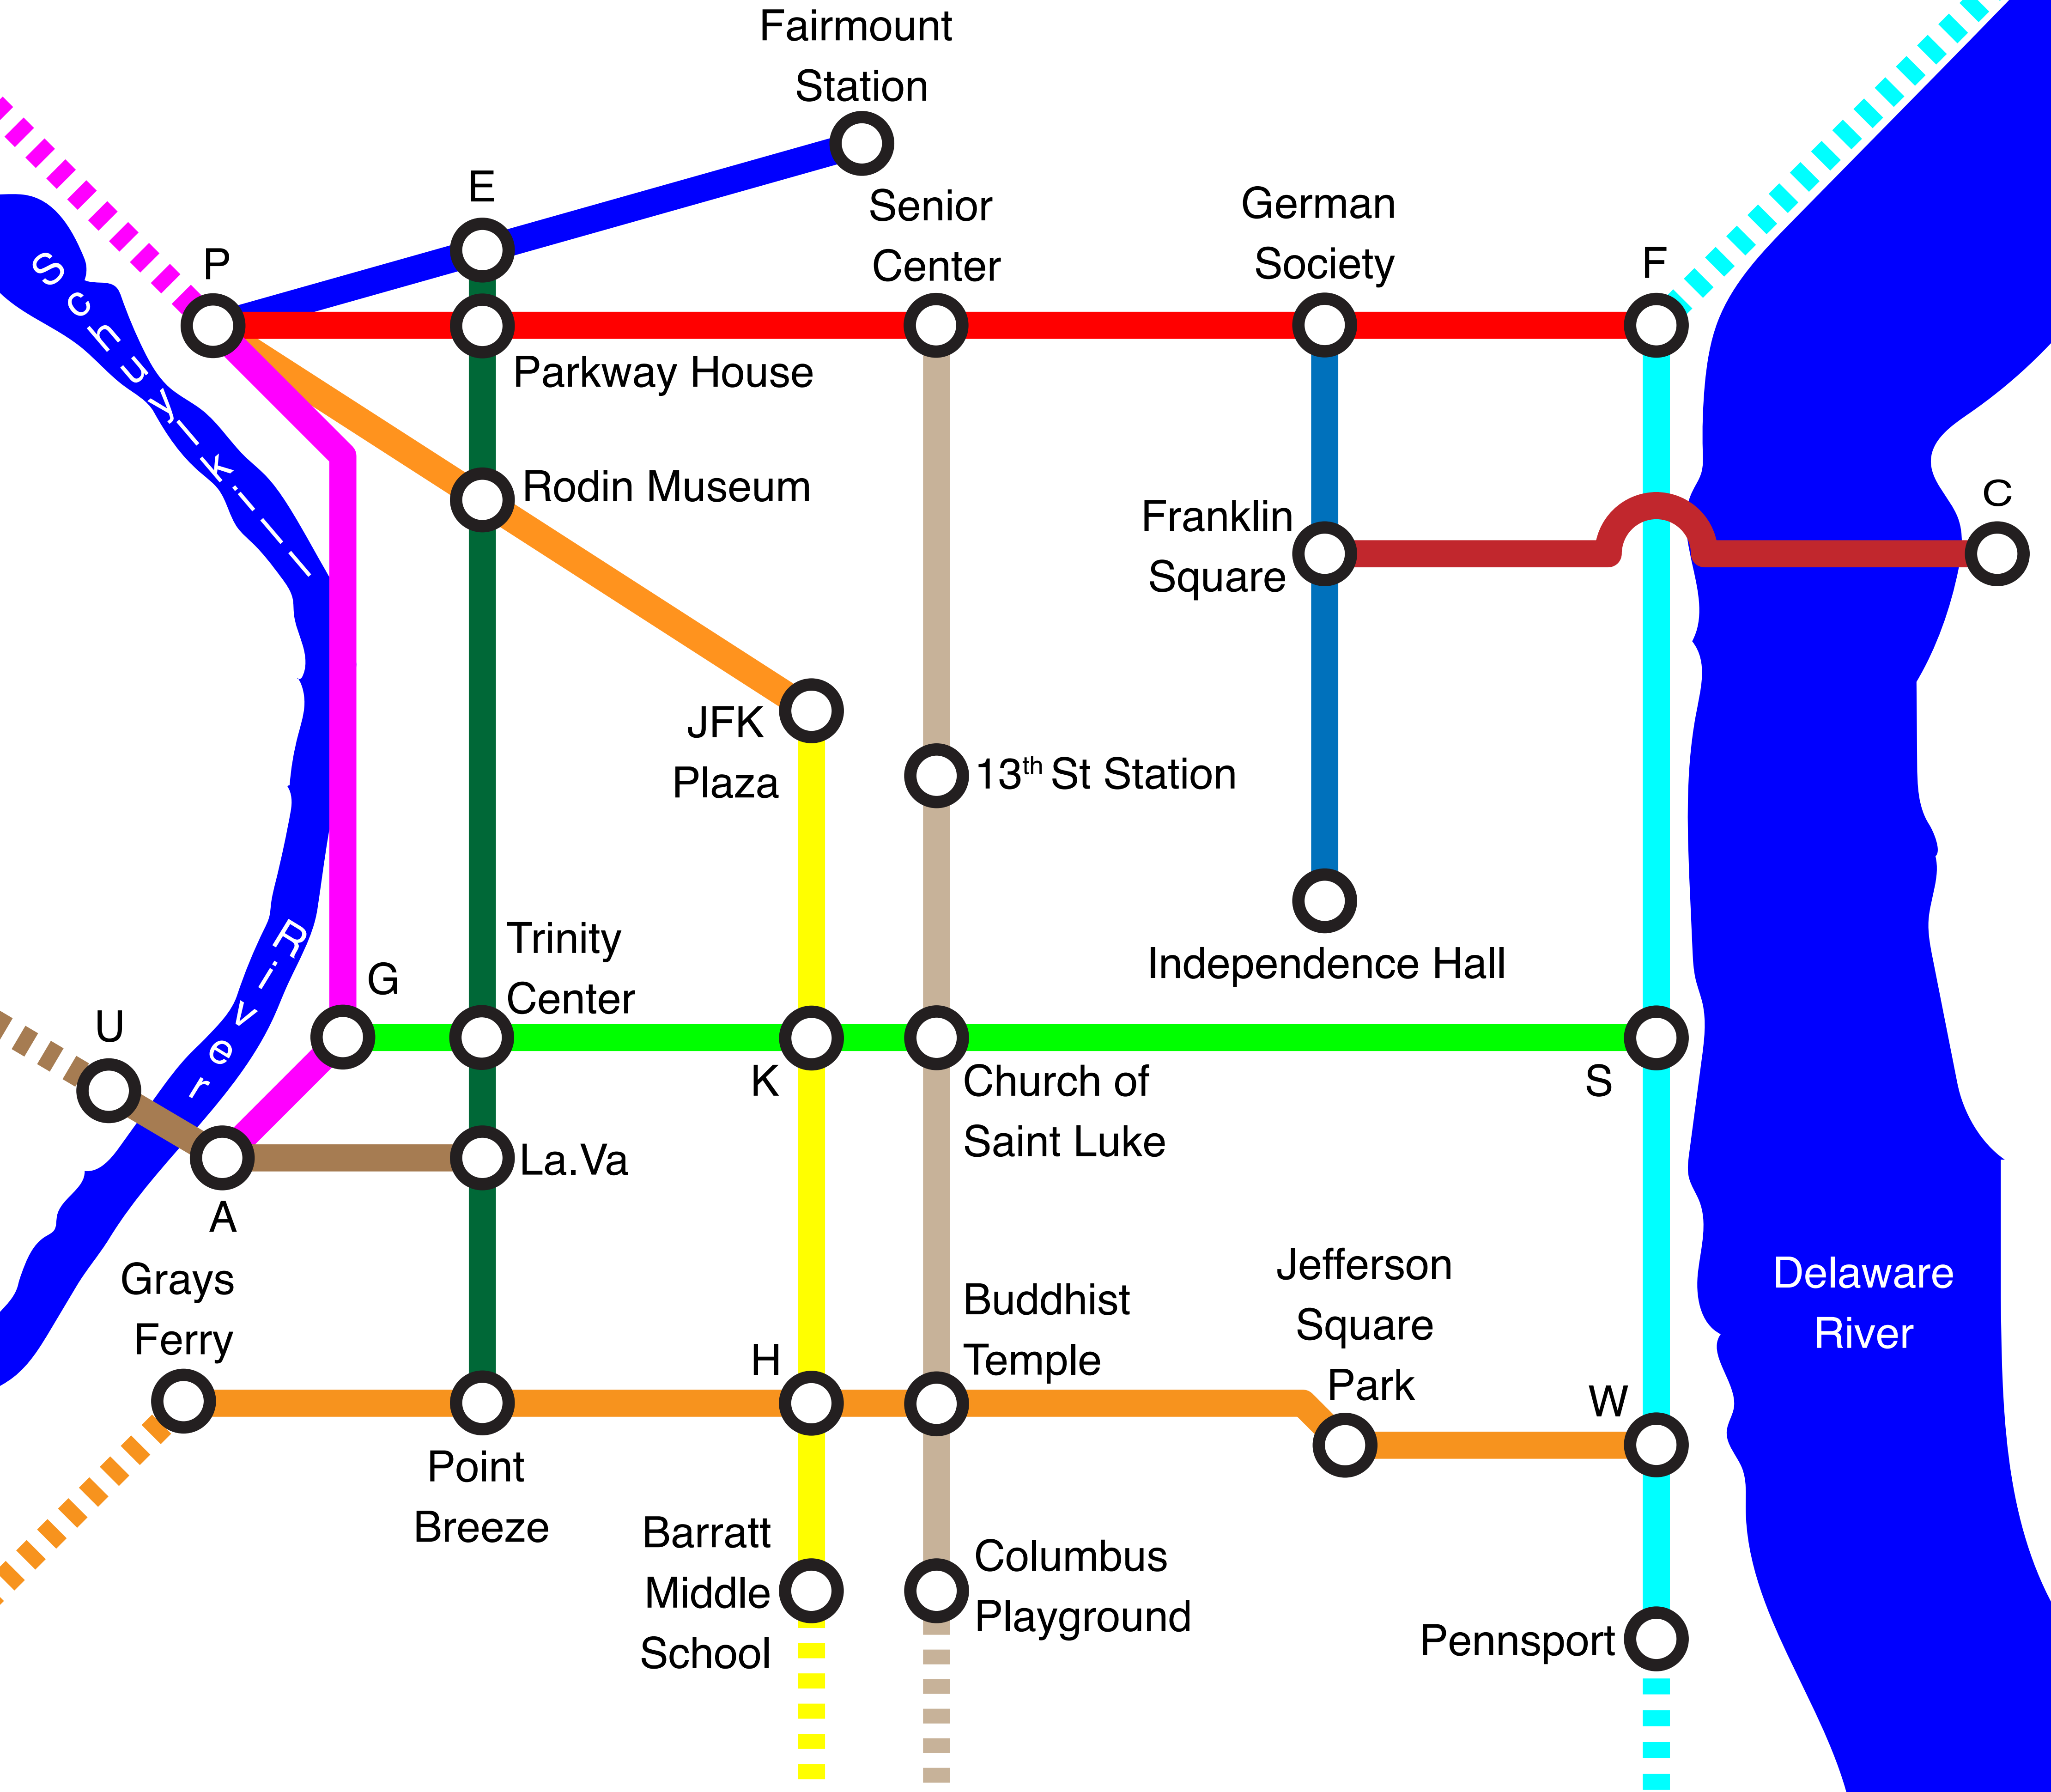 Fairmount
Station
E
Senior
Center
German
Society
P
F
Parkway House
Schuylkill
Rodin Museum
C
Franklin
Square
JFK
Plaza
13th St Station
Trinity
Center
River
Independence Hall
G
U
K
Church of
Saint Luke
S
La.Va
A
Grays
Ferry
Jefferson
Square
Park
Delaware
River
Buddhist
Temple
H
W
Point
Breeze
Barratt
Middle
School
Columbus
Playground
Pennsport